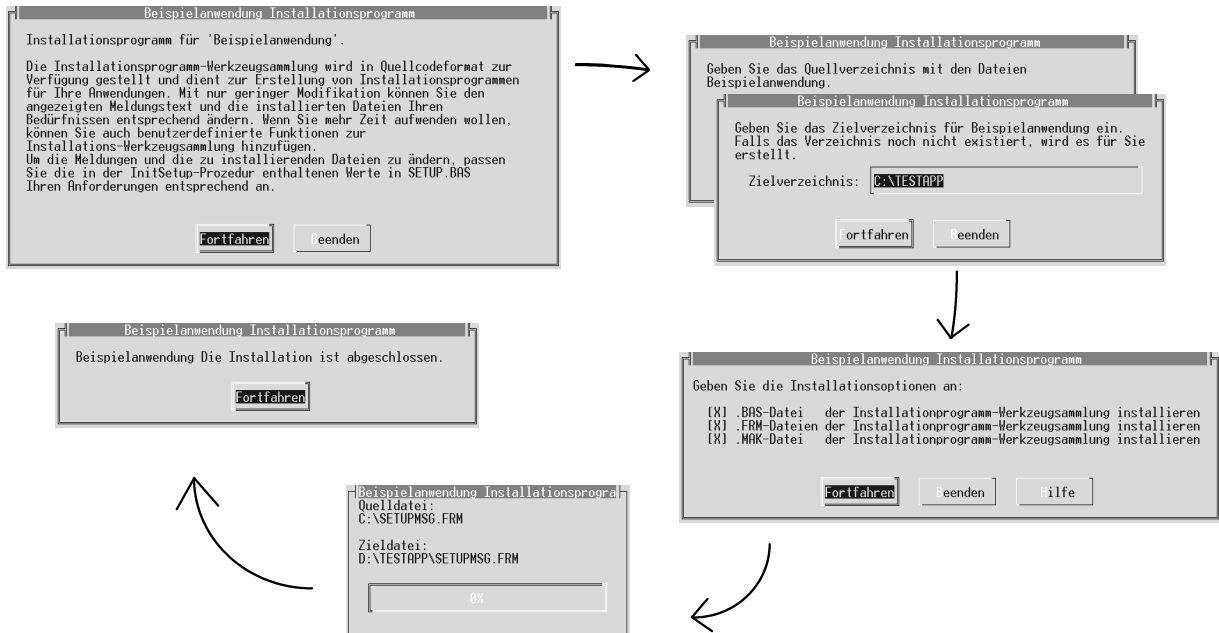 Beispielanwendung Installationsprogramm
Installationsprogramm für 'Beispielanwendung'.
Die Installationsprogramm-Werkzeugsammlung wird in Quellcodeformat zur
Verfügung gestellt und dient zur Erstellung von Installationsprogrammen
für Ihre Anwendungen. Mit nur geringer Modifikation können Sie den
angezeigten Meldungstext und die installierten Dateien Ihren
Bedürfnissen entsprechend ändern. Wenn Sie mehr Zeit aufwenden wollen,
können Sie auch benutzerdefinierte Funktionen zur
Installations-Werkzeugsammlung hinzufügen.
Um die Meldungen und die zu installierenden Dateien zu ändern, passen
Sie die in der InitSetup-Prozedur enthaltenen Werte in SETUP.BAS
Ihren Anforderungen entsprechend an.
Fortfahren Beenden
Beispielanwendung Installationsprogramm
Geben Sie das Quellverzeichnis mit den Dateien
Beispielanwendung.
Beispielanwendung Installationsprogramm
Geben Sie das Zielverzeichnis für Beispielanwendung ein.
Falls das Verzeichnis noch nicht existiert, wird es für Sie
erstellt.
Zielverzeichnis: C:\TESTAPP
Fortfahren Beenden
Beispielanwendung Installationsprogramm
Geben Sie die Installationsoptionen an:
[X] .BAS-Datei der Installationprogramm-Werkzeugsammlung installieren
[X] .FRM-Dateien der Installationprogramm-Werkzeugsammlung installieren
[X] .MAK-Datei der Installationprogramm-Werkzeugsammlung installieren
Fortfahren Beenden Hilfe
Beispielanwendung Installationsprogra
Quelldatei:
C:\SETUPMSG.FRM
Zieldatei:
D:\TESTAPP\SETUPMSG.FRM
0%
Beispielanwendung Installationsprogramm
Beispielanwendung Die Installation ist abgeschlossen.
Fortfahren